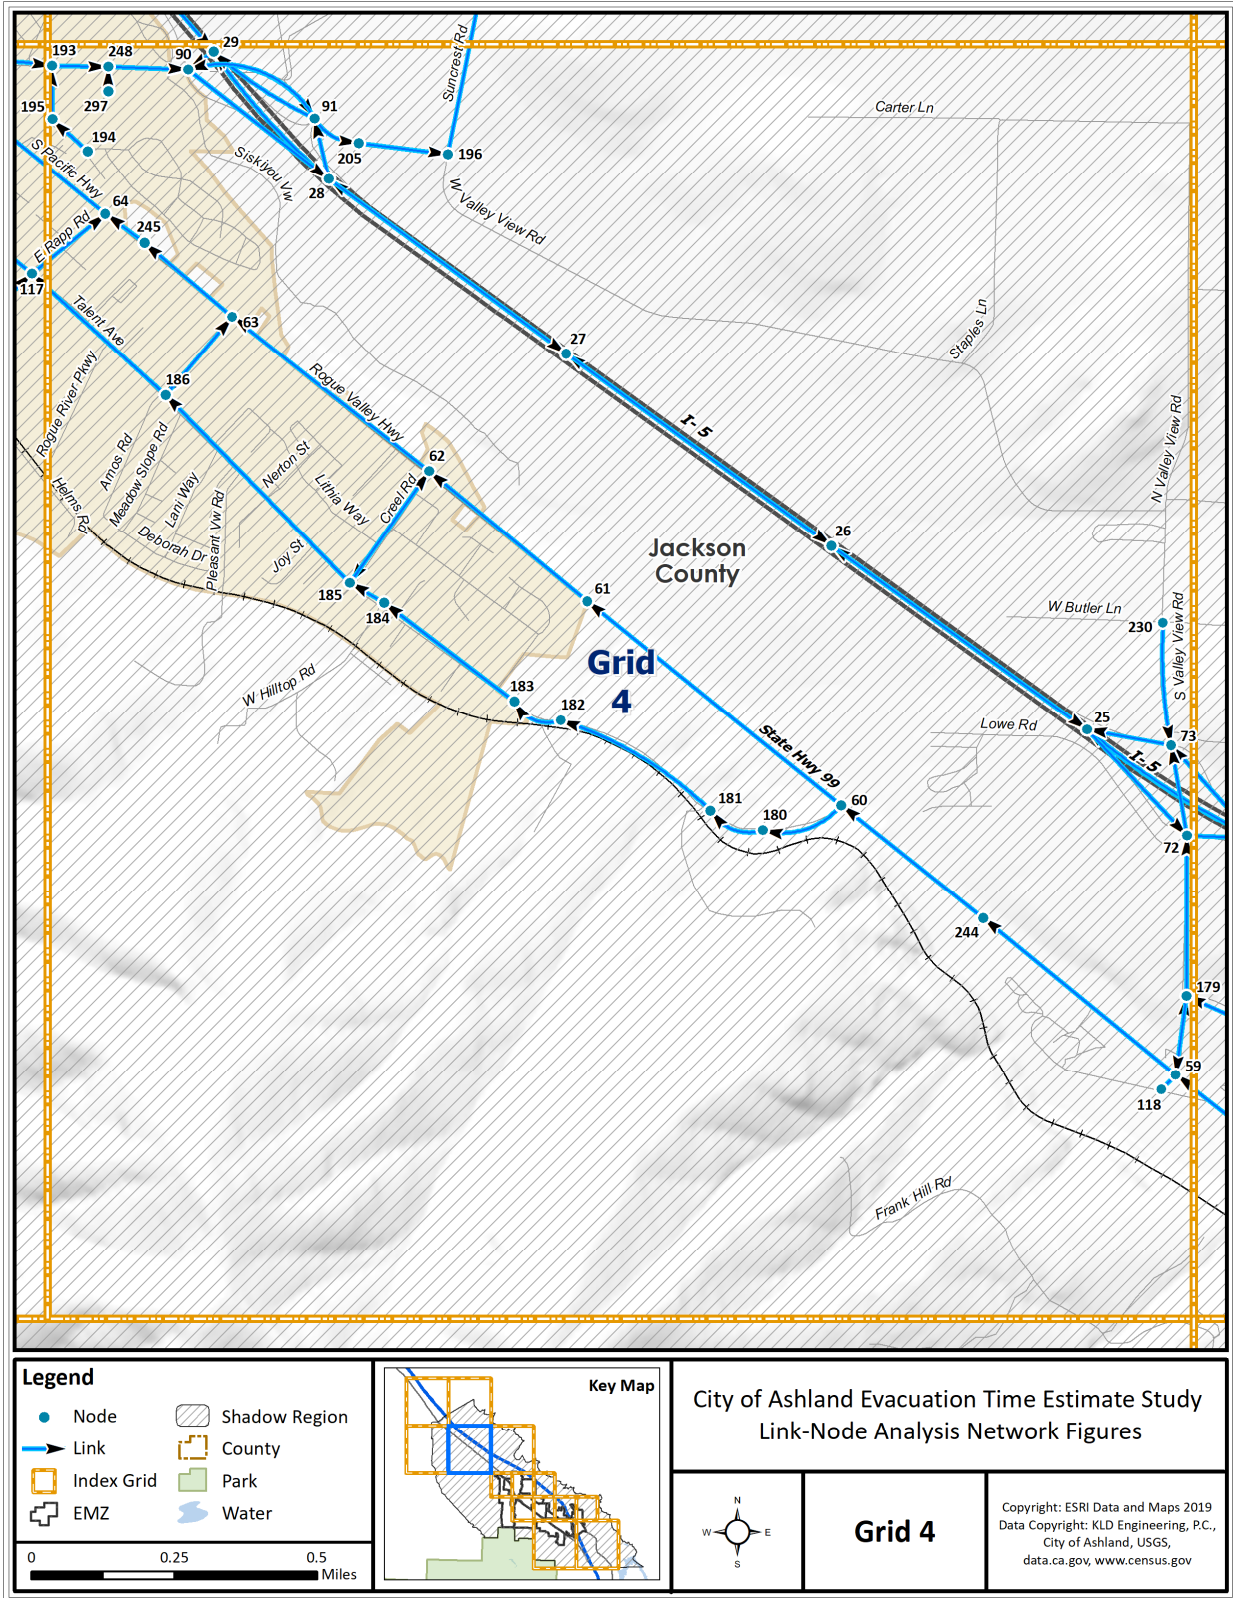 29
193
248
90
Suncrest Rd
195
297
91
Carter Ln
194
205
196
S Pacific Hwy
Siskiyou Vw
28
W Valley View Rd
64
245
E Rapp Rd
117
Talent Ave
63
27
Staples Ln
186
Rogue Valley Hwy
Rogue River Pkwy
I-5
N Valley View Rd
Amos Rd
Meadow Slope Rd
Nerton St
62
Helms Rd
Lani Way
Lithia Way
Creel Rd
Pleasant Vw Rd
26
Deborah Dr
Joy St
Jackson
County
185
184
61
W Butler Ln
230
S Valley View Rd
Grid
4
W Hilltop Rd
183
182
25
Lowe Rd
73
State Hwy 99
I-5
181
180
60
72
244
179
59
118
Frank Hill Rd
Legend
Node
Link
Index Grid
EMZ
Shadow Region
County
Park
Water
0
0.25
0.5
Miles
Key Map
City of Ashland Evacuation Time Estimate Study
Link-Node Analysis Network Figures
N
W
E
S
Grid 4
Copyright: ESRI Data and Maps 2019
Data Copyright: KLD Engineering, P.C.,
City of Ashland, USGS,
data.ca.gov, www.census.gov